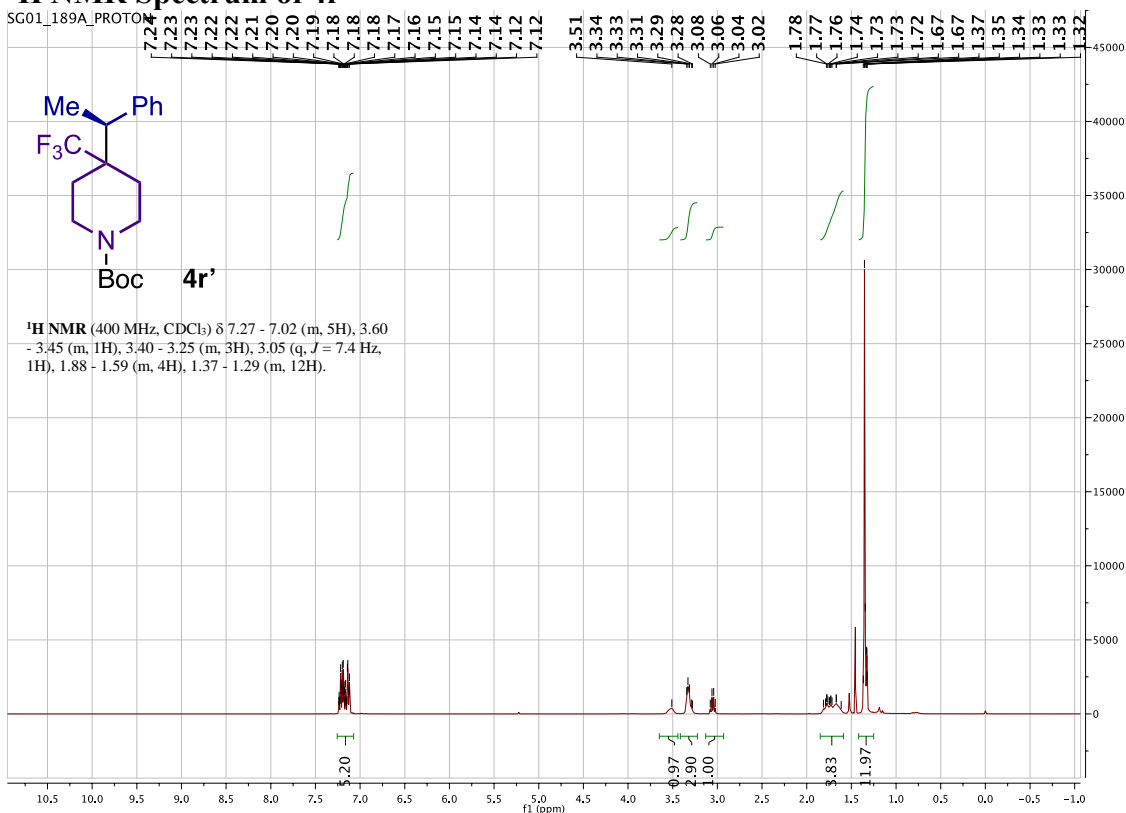 SG01_189A_PROTON
7.24 7.23 7.23 7.22 7.22 7.21 7.20 7.20 7.19 7.18 7.18 7.18 7.17 7.16 7.15 7.15 7.14 7.14 7.12 7.12 3.51 3.34 3.33 3.31 3.29 3.28 3.08 3.06 3.04 3.02 1.78 1.77 1.76 1.74 1.73 1.73 1.72 1.67 1.67 1.37 1.35 1.34 1.33 1.33 1.32
Me Ph
F₃C
N
Boc 4r’
¹H NMR (400 MHz, CDCl₃) δ 7.27 - 7.02 (m, 5H), 3.60
- 3.45 (m, 1H), 3.40 - 3.25 (m, 3H), 3.05 (q, J = 7.4 Hz,
1H), 1.88 - 1.59 (m, 4H), 1.37 - 1.29 (m, 12H).
45000
40000
35000
30000
25000
20000
15000
10000
5000
0
5.20 0.97 2.90 1.00 3.83 11.97
10.5 10.0 9.5 9.0 8.5 8.0 7.5 7.0 6.5 6.0 5.5 5.0 4.5 4.0 3.5 3.0 2.5 2.0 1.5 1.0 0.5 0.0 -0.5 -1.0
f1 (ppm)